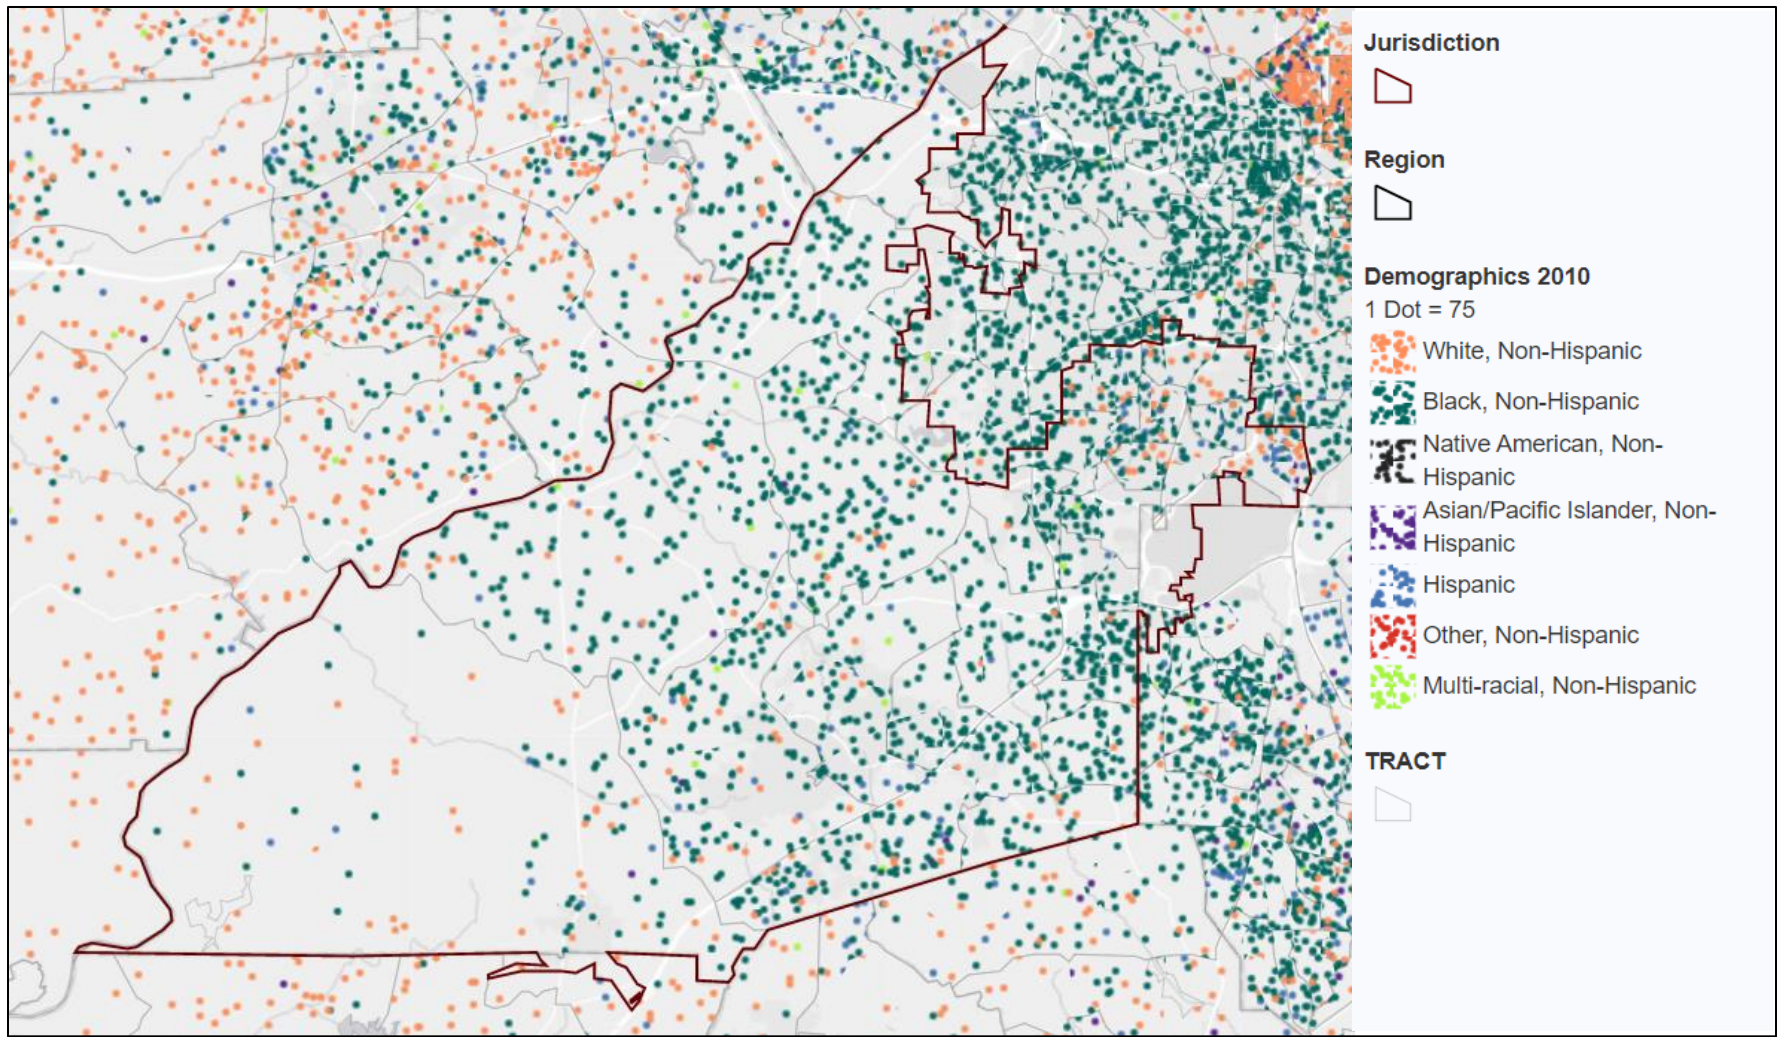 Jurisdiction
Region
Demographics 2010
1 Dot = 75
White, Non-Hispanic
Black, Non-Hispanic
Native American, Non-
Hispanic
Asian/Pacific Islander, Non-
Hispanic
Hispanic
Other, Non-Hispanic
Multi-racial, Non-Hispanic
TRACT